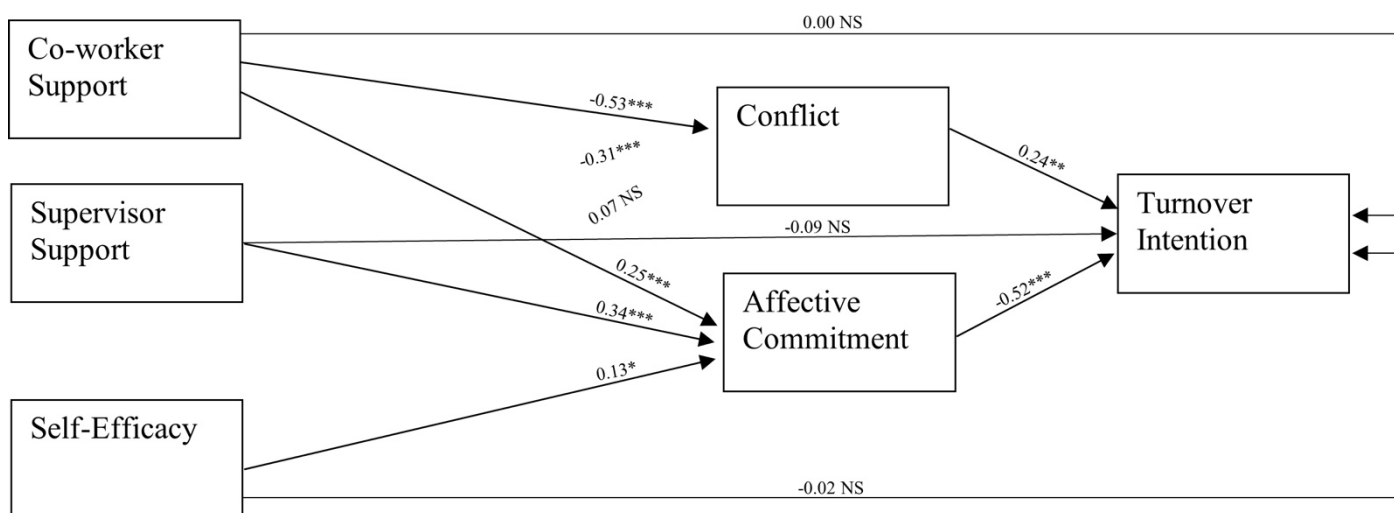 0.00 NS
Co-worker
Support
-0.53***
Conflict
-0.31***
0.24**
Supervisor
Support
0.07 NS
-0.09 NS
Turnover
Intention
0.25***
0.34***
Affective
Commitment
-0.52***
0.13*
Self-Efficacy
-0.02 NS